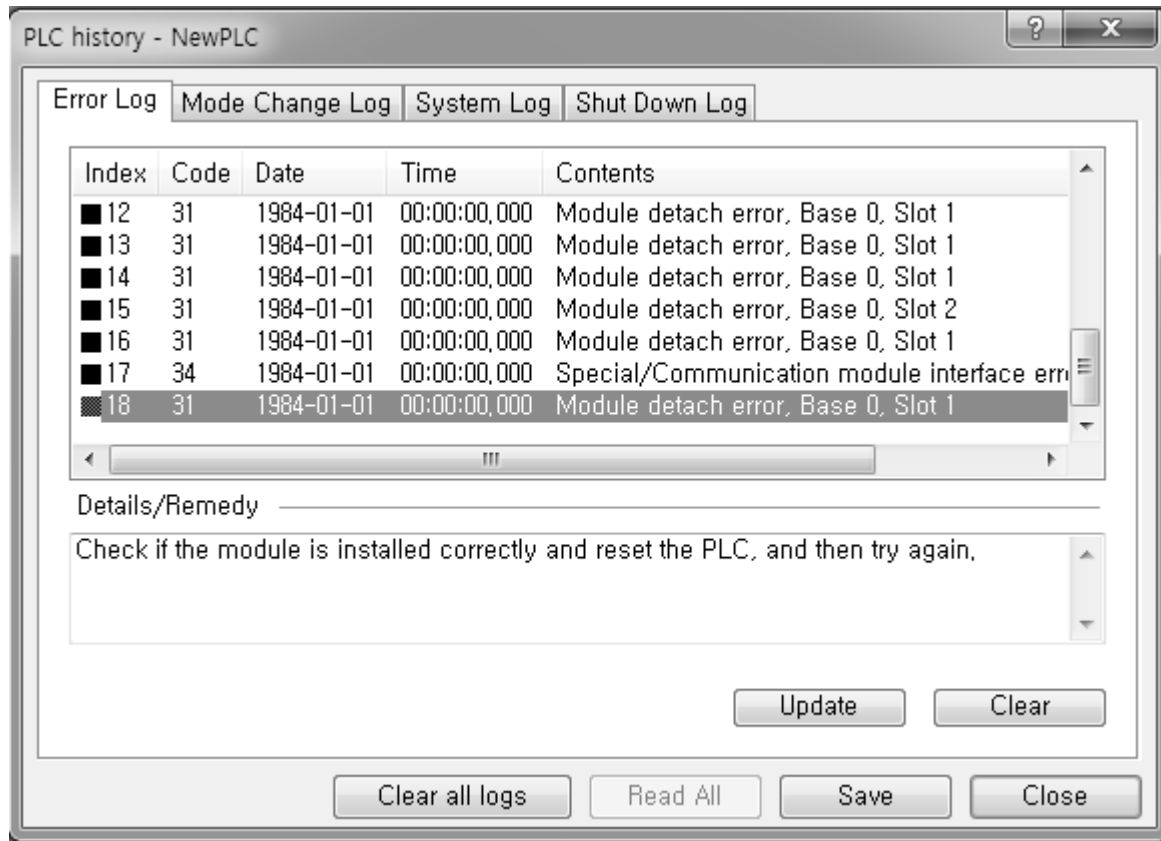 PLC history - NewPLC
Error Log Mode Change Log System Log Shut Down Log
Index Code Date Time Contents
12 31 1984-01-01 00:00:00,000 Module detach error, Base 0, Slot 1
13 31 1984-01-01 00:00:00,000 Module detach error, Base 0, Slot 1
14 31 1984-01-01 00:00:00,000 Module detach error, Base 0, Slot 1
15 31 1984-01-01 00:00:00,000 Module detach error, Base 0, Slot 2
16 31 1984-01-01 00:00:00,000 Module detach error, Base 0, Slot 1
17 34 1984-01-01 00:00:00,000 Special/Communication module interface erro
18 31 1984-01-01 00:00:00,000 Module detach error, Base 0, Slot 1
Details/Remedy
Check if the module is installed correctly and reset the PLC, and then try again,
Update Clear
Clear all logs Read All Save Close